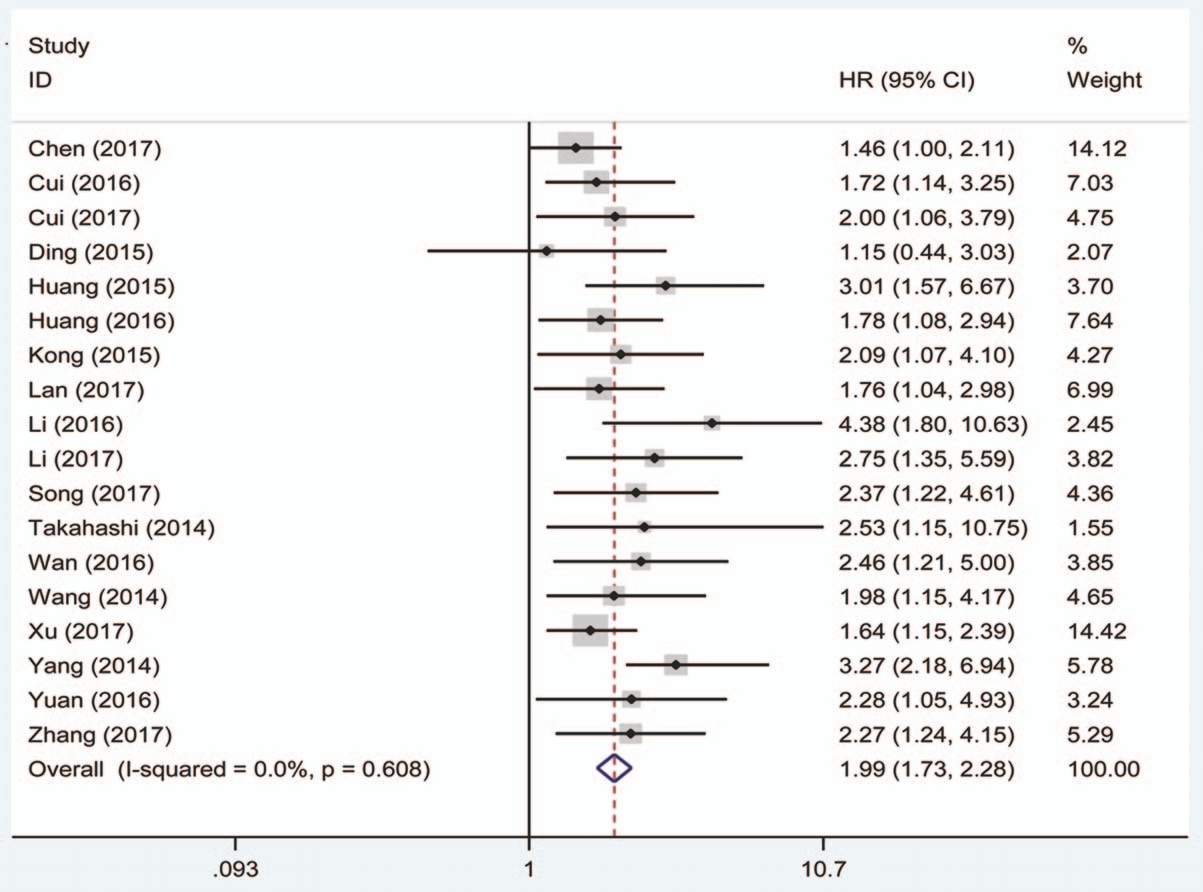 Study %
ID HR (95% CI) Weight
Chen (2017) 1.46 (1.00, 2.11) 14.12
Cui (2016) 1.72 (1.14, 3.25) 7.03
Cui (2017) 2.00 (1.06, 3.79) 4.75
Ding (2015) 1.15 (0.44, 3.03) 2.07
Huang (2015) 3.01 (1.57, 6.67) 3.70
Huang (2016) 1.78 (1.08, 2.94) 7.64
Kong (2015) 2.09 (1.07, 4.10) 4.27
Lan (2017) 1.76 (1.04, 2.98) 6.99
Li (2016) 4.38 (1.80, 10.63) 2.45
Li (2017) 2.75 (1.35, 5.59) 3.82
Song (2017) 2.37 (1.22, 4.61) 4.36
Takahashi (2014) 2.53 (1.15, 10.75) 1.55
Wan (2016) 2.46 (1.21, 5.00) 3.85
Wang (2014) 1.98 (1.15, 4.17) 4.65
Xu (2017) 1.64 (1.15, 2.39) 14.42
Yang (2014) 3.27 (2.18, 6.94) 5.78
Yuan (2016) 2.28 (1.05, 4.93) 3.24
Zhang (2017) 2.27 (1.24, 4.15) 5.29
Overall (I-squared = 0.0%, p = 0.608) 1.99 (1.73, 2.28) 100.00
.093 1 10.7